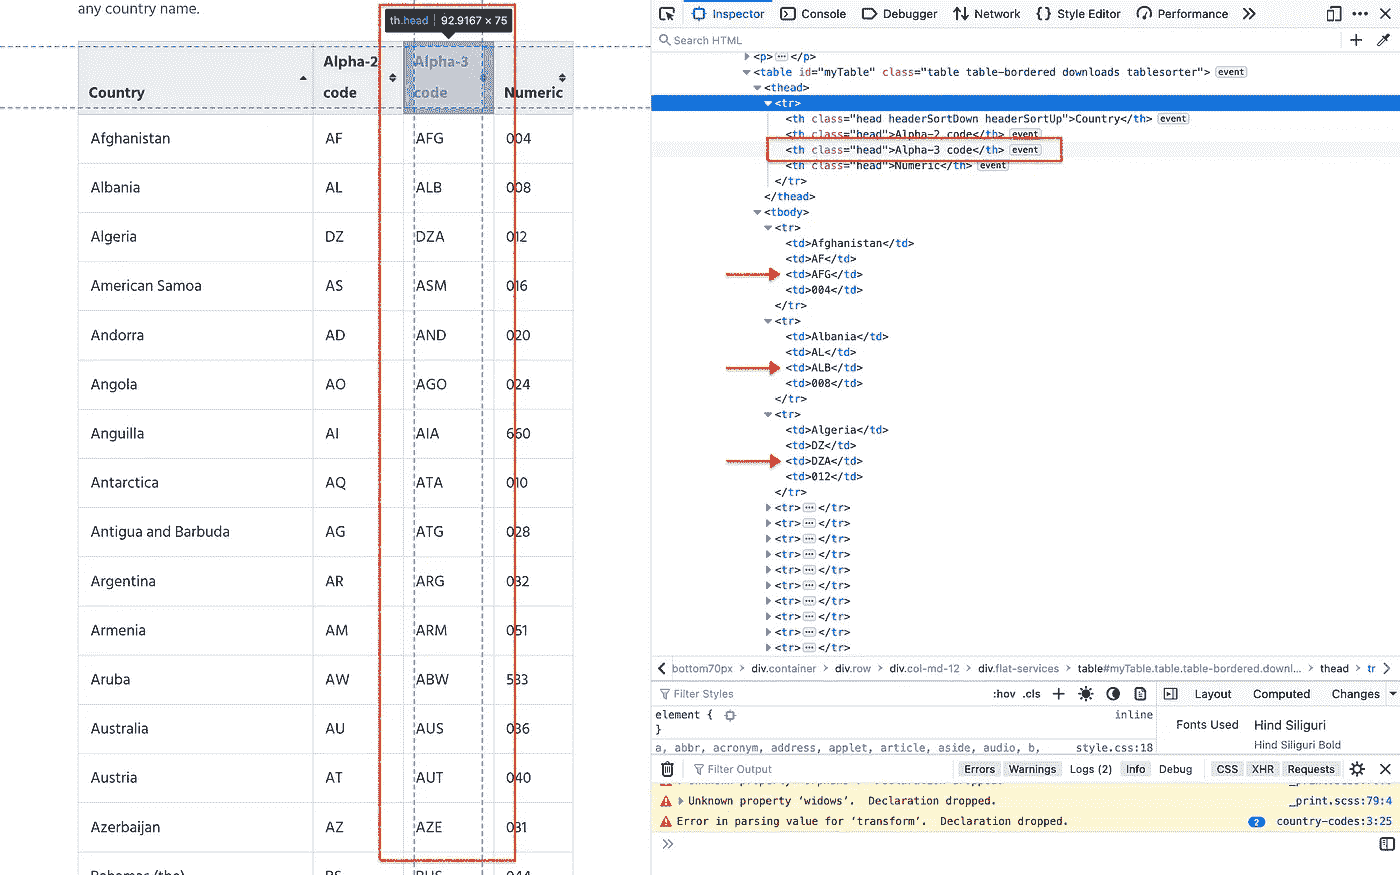 any country name.
th.head | 92.9167 × 75
Country
Alpha-2 code
Alpha-3 code
Numeric
Afghanistan AF AFG 004
Albania AL ALB 008
Algeria DZ DZA 012
American Samoa AS ASM 016
Andorra AD AND 020
Angola AO AGO 024
Anguilla AI AIA 660
Antarctica AQ ATA 010
Antigua and Barbuda AG ATG 028
Argentina AR ARG 032
Armenia AM ARM 051
Aruba AW ABW 533
Australia AU AUS 036
Austria AT AUT 040
Azerbaijan AZ AZE 031
Inspector Console Debugger Network Style Editor Performance
Search HTML
<p> </p>
<table id="myTable" class="table table-bordered downloads tablesorter"> event
<thead>
<tr>
<th class="head headerSortDown headerSortUp">Country</th> event
<th class="head">Alpha-2 code</th> event
<th class="head">Alpha-3 code</th> event
<th class="head">Numeric</th> event
</tr>
</thead>
<tbody>
<tr>
<td>Afghanistan</td>
<td>AF</td>
<td>AFG</td>
<td>004</td>
</tr>
<tr>
<td>Albania</td>
<td>AL</td>
<td>ALB</td>
<td>008</td>
</tr>
<tr>
<td>Algeria</td>
<td>DZ</td>
<td>DZA</td>
<td>012</td>
</tr>
<tr> </tr>
<tr> </tr>
<tr> </tr>
<tr> </tr>
<tr> </tr>
<tr> </tr>
<tr> </tr>
<tr> </tr>
<tr> </tr>
<tr> </tr>
bottom70px > div.container > div.row > div.col-md-12 > div.flat-services > table#myTable.table.table-bordered.downl... > thead > tr
Filter Styles :hov .cls +
Layout Computed Changes
element { inline
}
a, abbr, acronym, address, applet, article, aside, audio, b, style.css:18
Fonts Used Hind Siliguri
Hind Siliguri Bold
Filter Output Errors Warnings Logs (2) Info Debug CSS XHR Requests
Unknown property ‘widows’. Declaration dropped. _print.scss:79:4
Error in parsing value for ‘transform’. Declaration dropped. 2 country-codes:3:25